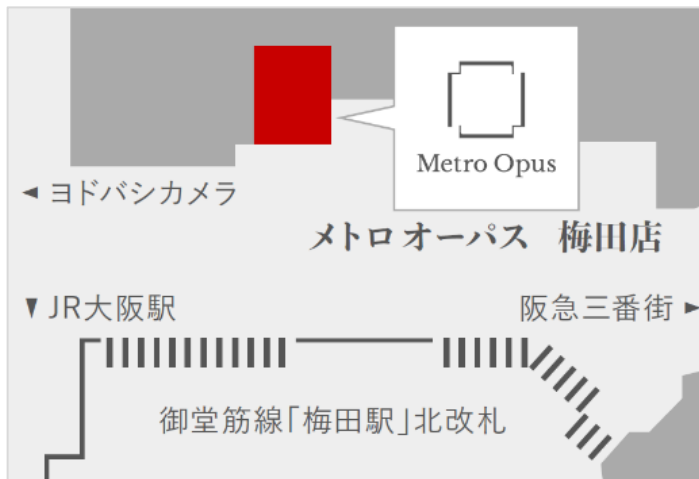 Metro Opus
◀ ヨドバシカメラ
メトロ オーパス 梅田店
▼ JR大阪駅
阪急三番街 ▶
御堂筋線「梅田駅」北改札